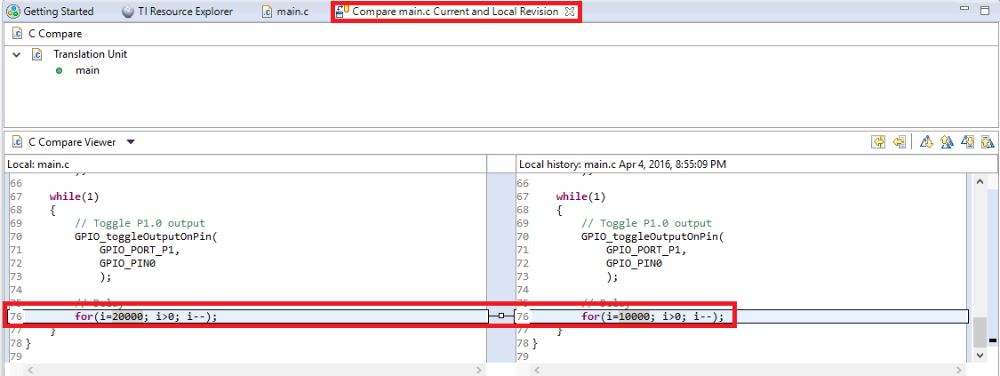 Getting Started TI Resource Explorer main.c Compare main.c Current and Local Revision
C Compare
Translation Unit
main
C Compare Viewer
Local: main.c
66
67 while(1)
68 {
69 // Toggle P1.0 output
70 GPIO_toggleOutputOnPin(
71 GPIO_PORT_P1,
72 GPIO_PIN0
73 );
74
75 // Delay
76 for(i=20000; i>0; i--);
77 }
78 }
79
Local history: main.c Apr 4, 2016, 8:55:09 PM
66
67 while(1)
68 {
69 // Toggle P1.0 output
70 GPIO_toggleOutputOnPin(
71 GPIO_PORT_P1,
72 GPIO_PIN0
73 );
74
75 // Delay
76 for(i=10000; i>0; i--);
77 }
78 }
79